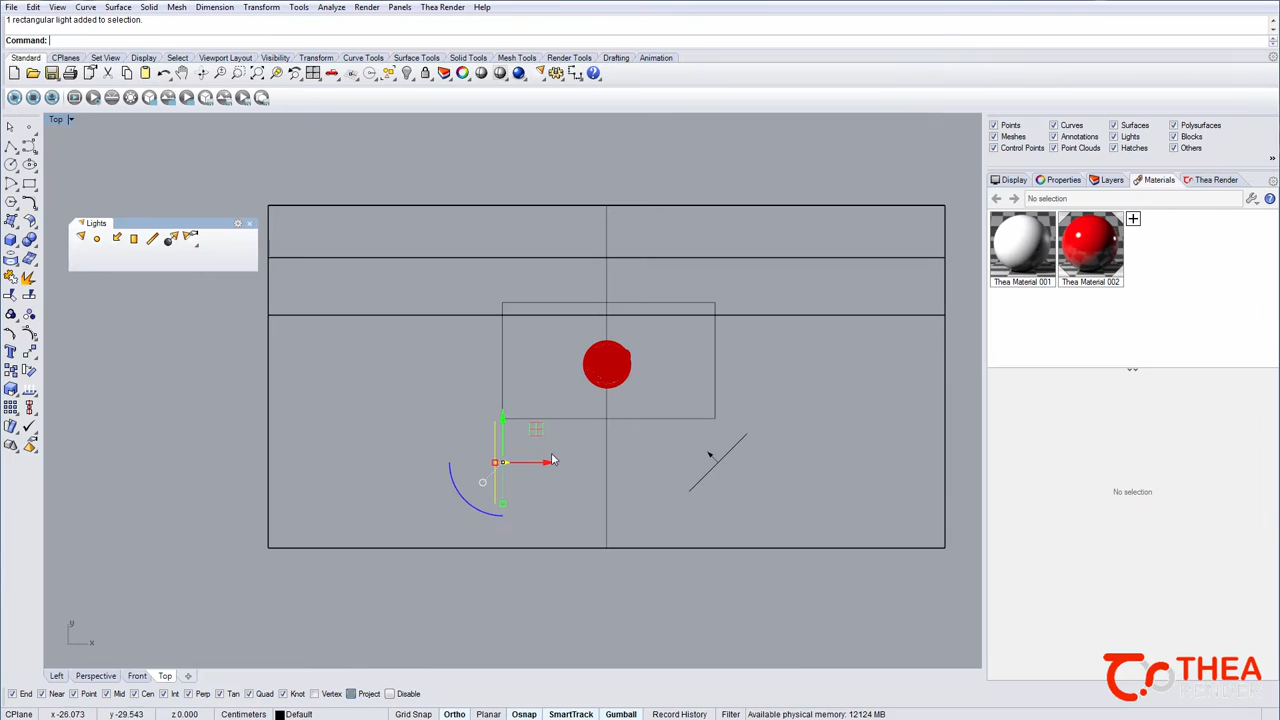 File Edit View Curve Surface Solid Mesh Dimension Transform Tools Analyze Render Panels Thea Render Help
1 rectangular light added to selection.
Command:
Standard CPlanes Set View Display Select Viewport Layout Visibility Transform Curve Tools Surface Tools Solid Tools Mesh Tools Render Tools Drafting Animation
Top
Points Curves Surfaces Polysurfaces
Meshes Annotations Lights Blocks
Control Points Point Clouds Hatches Others
Display Properties Layers Materials Thea Render
No selection
Lights
Thea Material 001 Thea Material 002
No selection
y
x
Left Perspective Front Top
End Near Point Mid Cen Int Perp Tan Quad Knot Vertex Project Disable
CPlane x -26.073 y -29.543 z 0.000 Centimeters Default Grid Snap Ortho Planar Osnap SmartTrack Gumball Record History Filter Available physical memory: 12124 MB
THEA
RENDER